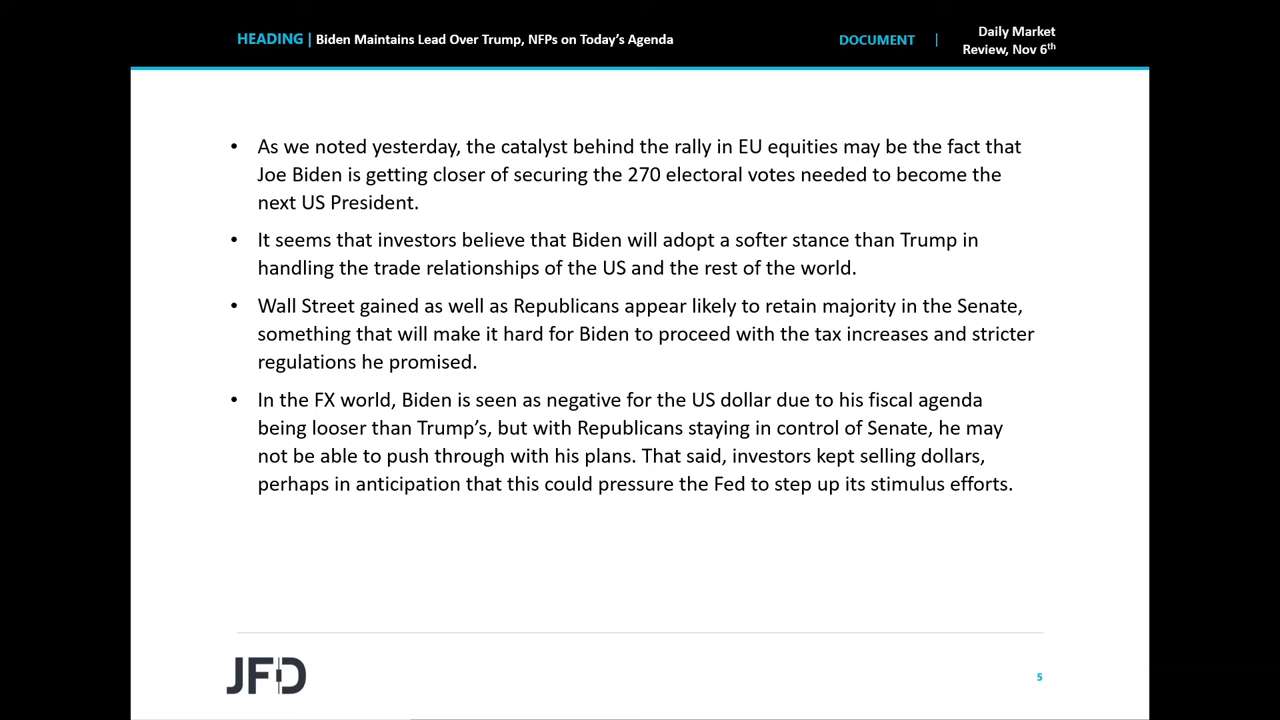 HEADING | Biden Maintains Lead Over Trump, NFPs on Today's Agenda
DOCUMENT | Daily Market
Review, Nov 6th
• As we noted yesterday, the catalyst behind the rally in EU equities may be the fact that
Joe Biden is getting closer of securing the 270 electoral votes needed to become the
next US President.
• It seems that investors believe that Biden will adopt a softer stance than Trump in
handling the trade relationships of the US and the rest of the world.
• Wall Street gained as well as Republicans appear likely to retain majority in the Senate,
something that will make it hard for Biden to proceed with the tax increases and stricter
regulations he promised.
• In the FX world, Biden is seen as negative for the US dollar due to his fiscal agenda
being looser than Trump's, but with Republicans staying in control of Senate, he may
not be able to push through with his plans. That said, investors kept selling dollars,
perhaps in anticipation that this could pressure the Fed to step up its stimulus efforts.
JFD
5